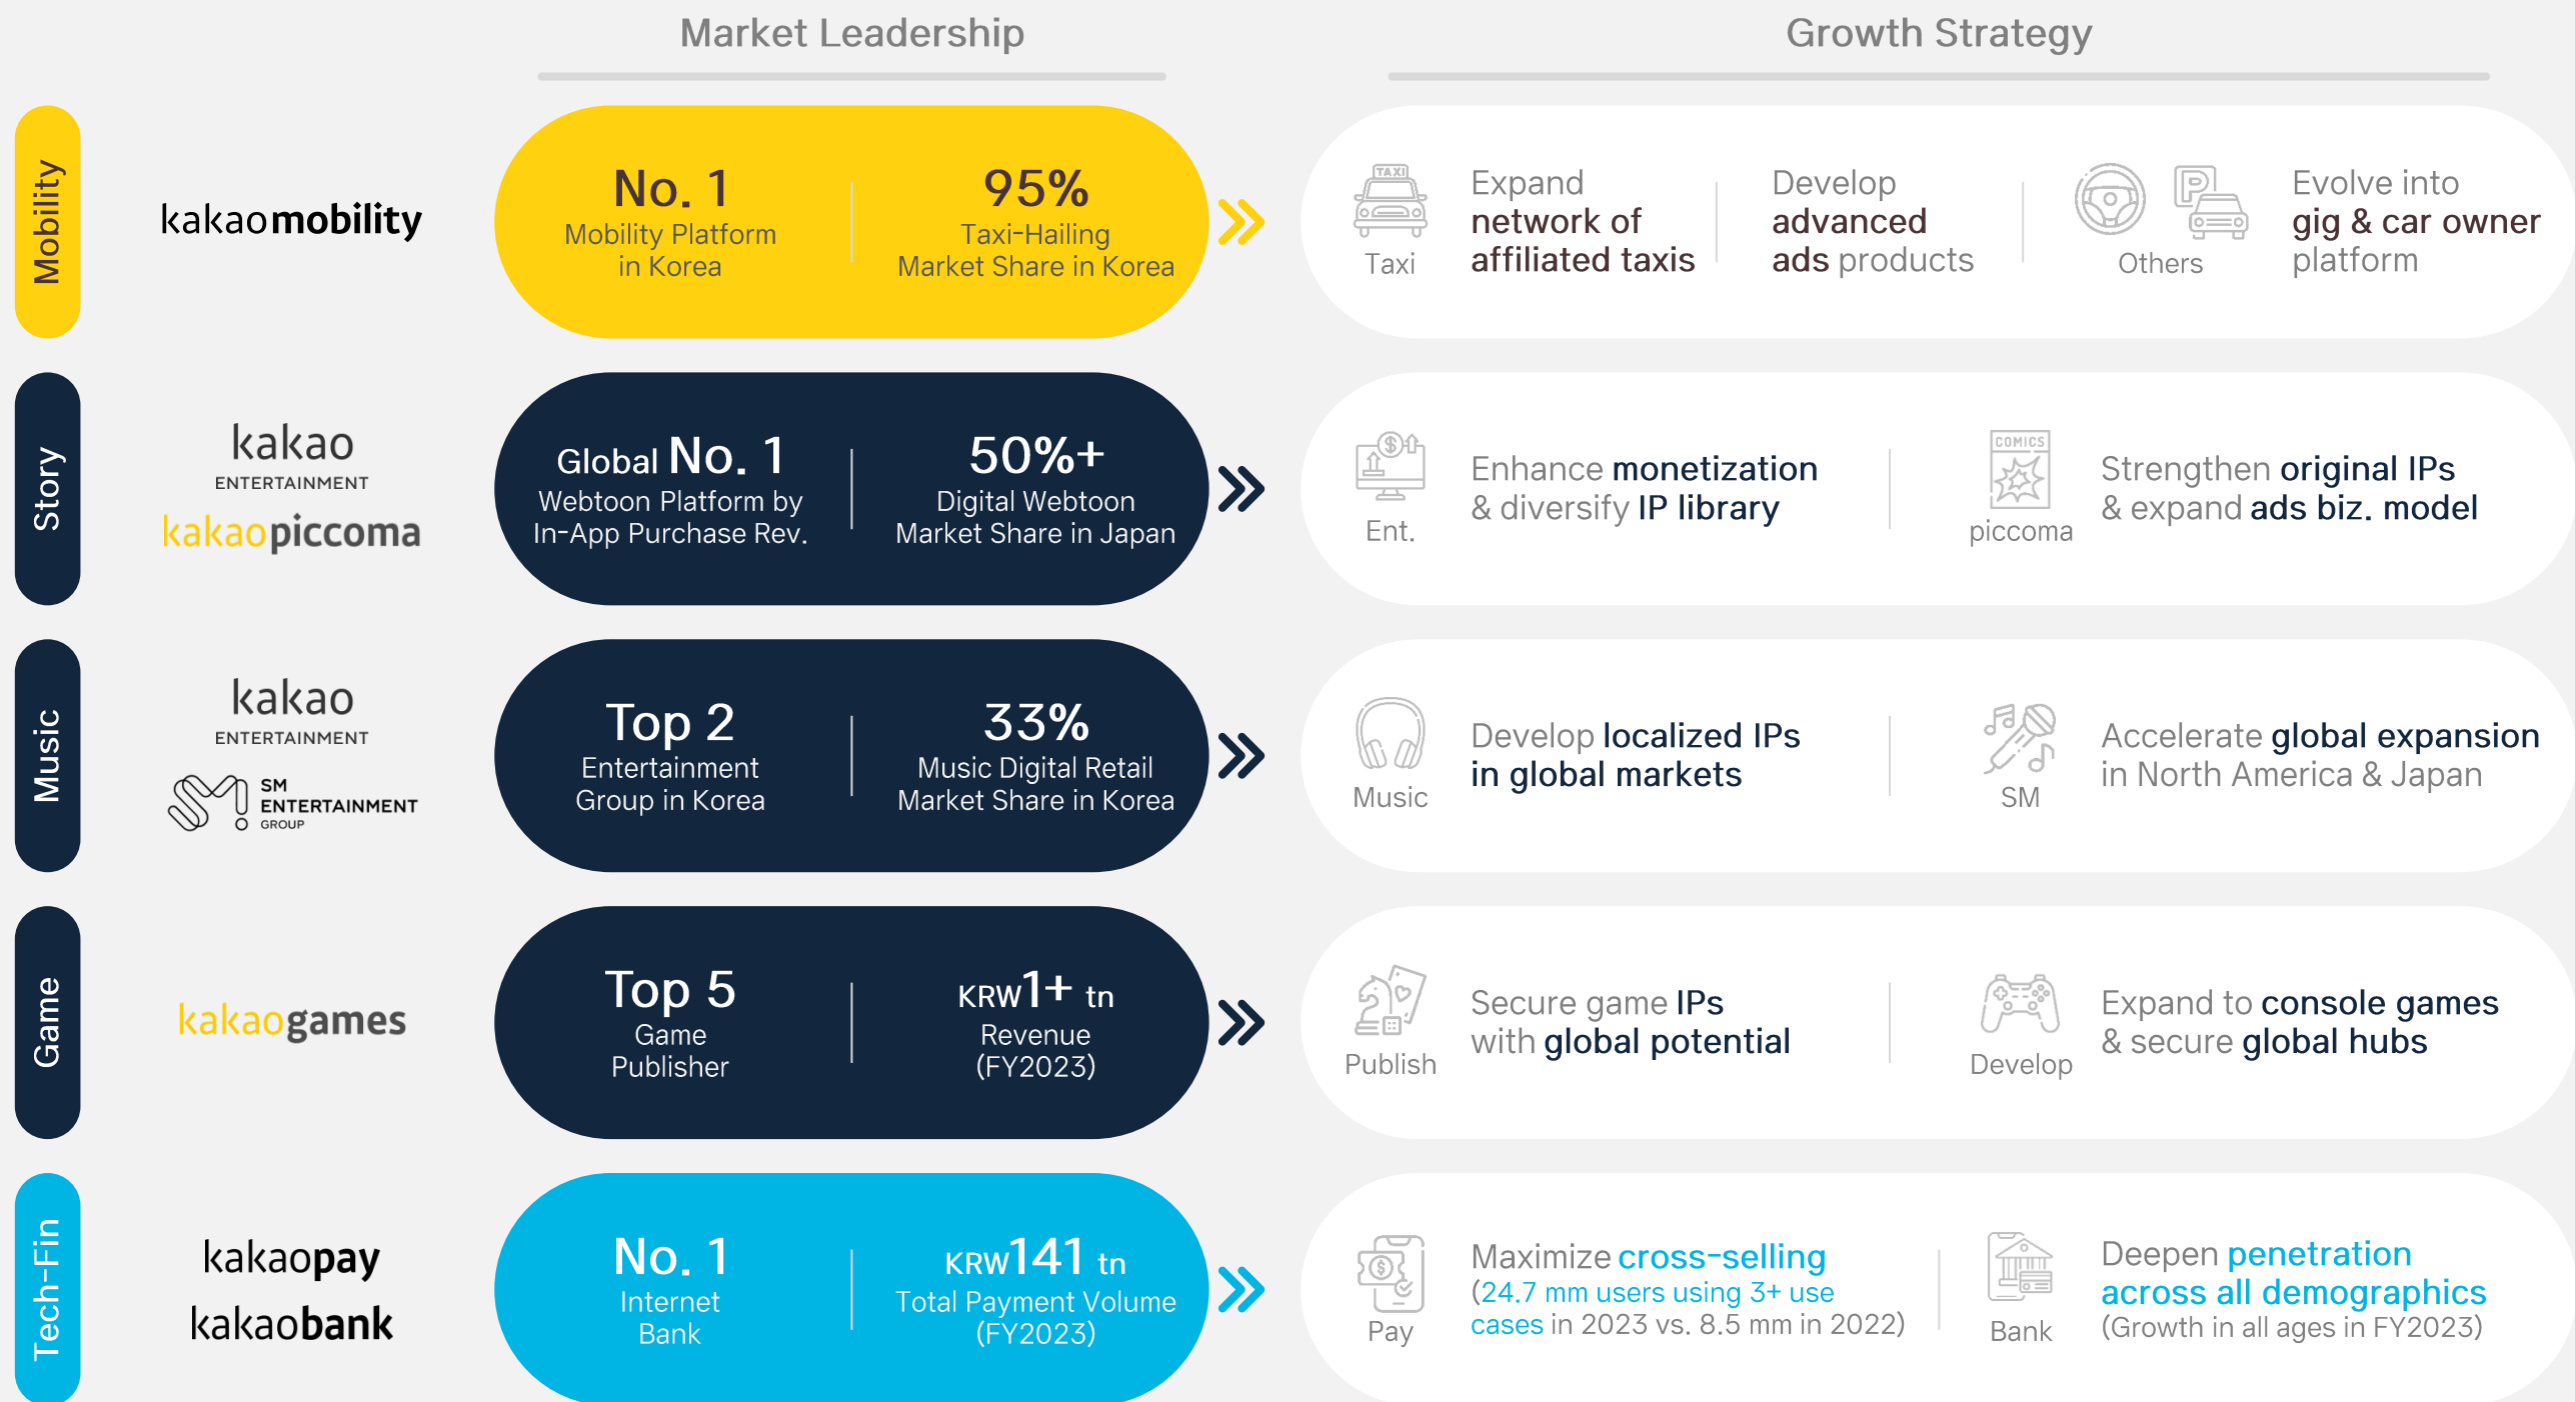 Market Leadership
Growth Strategy
Mobility
kakaomobility
No. 1
Mobility Platform
in Korea
95%
Taxi-Hailing
Market Share in Korea
TAXI
Taxi
Expand
network of
affiliated taxis
Develop
advanced
ads products
P
Others
Evolve into
gig & car owner
platform
Story
kakao
ENTERTAINMENT
kakaopiccoma
Global No. 1
Webtoon Platform by
In-App Purchase Rev.
50%+
Digital Webtoon
Market Share in Japan
$
Ent.
Enhance monetization
& diversify IP library
COMICS
piccoma
Strengthen original IPs
& expand ads biz. model
Music
kakao
ENTERTAINMENT
SM
ENTERTAINMENT
GROUP
Top 2
Entertainment
Group in Korea
33%
Music Digital Retail
Market Share in Korea
Music
Develop localized IPs
in global markets
SM
Accelerate global expansion
in North America & Japan
Game
kakaogames
Top 5
Game
Publisher
KRW1+ tn
Revenue
(FY2023)
Publish
Secure game IPs
with global potential
Develop
Expand to console games
& secure global hubs
Tech-Fin
kakaopay
kakaobank
No. 1
Internet
Bank
KRW141 tn
Total Payment Volume
(FY2023)
$
Pay
Maximize cross-selling
(24.7 mm users using 3+ use
cases in 2023 vs. 8.5 mm in 2022)
Bank
Deepen penetration
across all demographics
(Growth in all ages in FY2023)